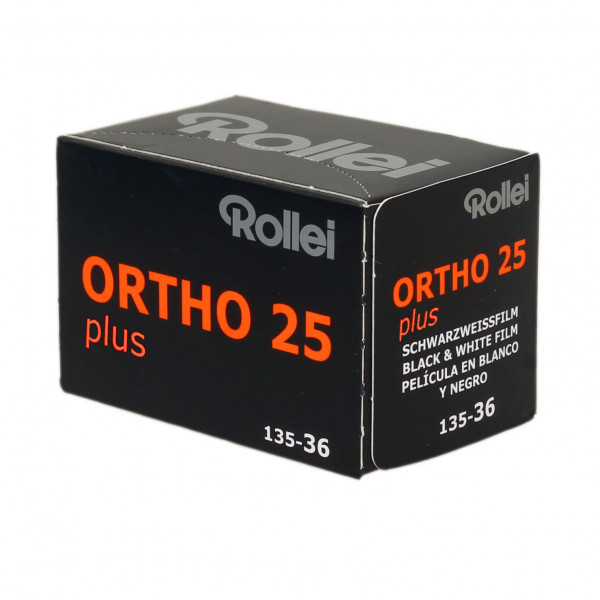 Rollei
Rollei
ORTHO 25
plus
135-36
Rollei
ORTHO 25
plus
SCHWARZWEISSFILM
BLACK & WHITE FILM
PELÍCULA EN BLANCO
Y NEGRO
135-36